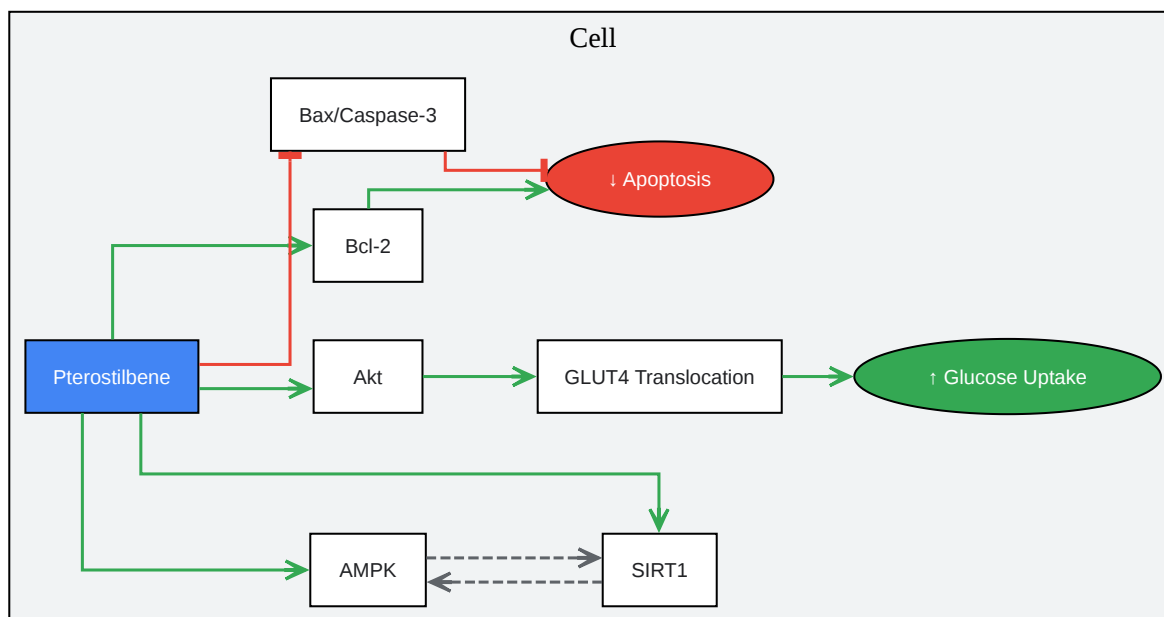 Cell
Bax/Caspase-3
↓ Apoptosis
Bcl-2
Pterostilbene
Akt
GLUT4 Translocation
↑ Glucose Uptake
AMPK
SIRT1